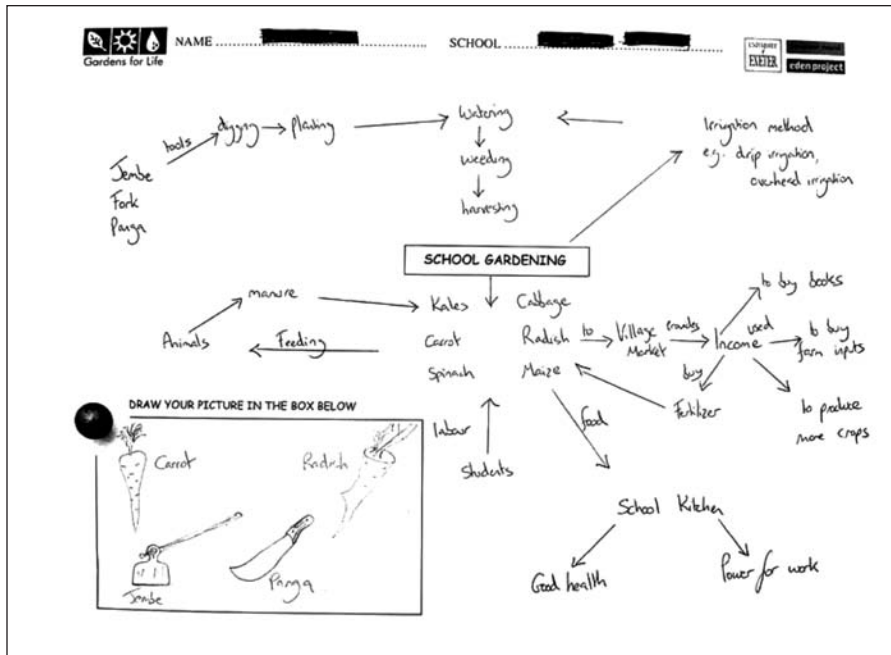 Gardens for Life
NAME
SCHOOL
UNIVERSITY
of
EXETER
eden project
Jembe
Fork
Panga
tools
digging
planting
watering
weeding
harvesting
Irrigation method
e.g. drip irrigation,
overhead irrigation
SCHOOL GARDENING
Animals
manure
Feeding
Kales
Cabbage
Carrot
Radish
Spinach
Maize
to
Village
Market
Income
used
to buy books
to buy
farm inputs
to produce
more crops
buy
Fertilizer
labour
Students
food
School Kitchen
Good health
Power for work
DRAW YOUR PICTURE IN THE BOX BELOW
Carrot
Radish
Jembe
Panga